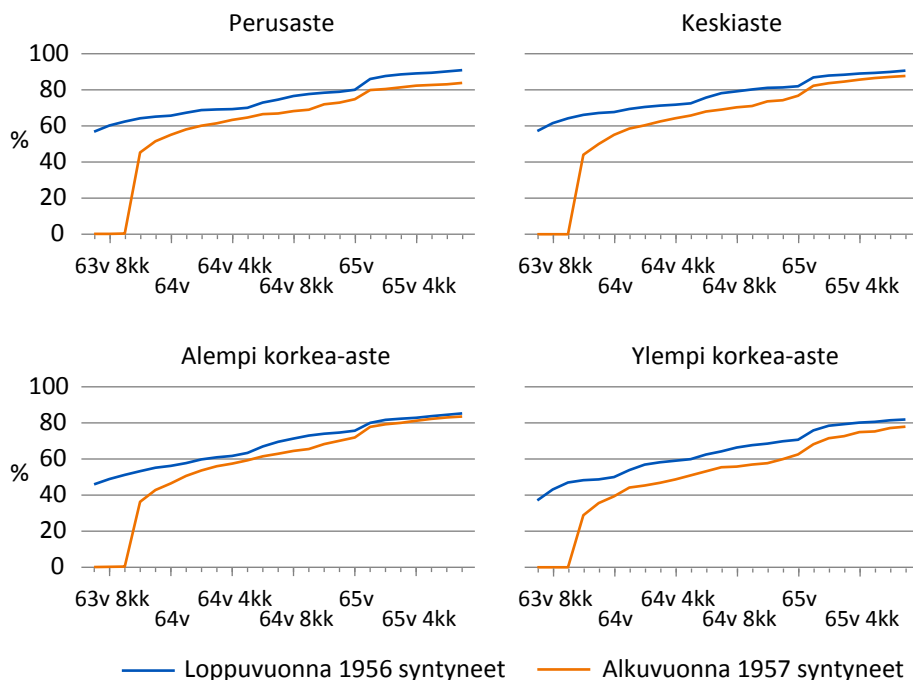 Perusaste
Keskiaste
100
80
60
%
40
20
0
63v 8kk 64v 4kk 65v
64v 64v 8kk 65v 4kk
63v 8kk 64v 4kk 65v
64v 64v 8kk 65v 4kk
Alempi korkea-aste
Ylempi korkea-aste
100
80
60
%
40
20
0
63v 8kk 64v 4kk 65v
64v 64v 8kk 65v 4kk
63v 8kk 64v 4kk 65v
64v 64v 8kk 65v 4kk
Loppuvuonna 1956 syntyneet
Alkuvuonna 1957 syntyneet